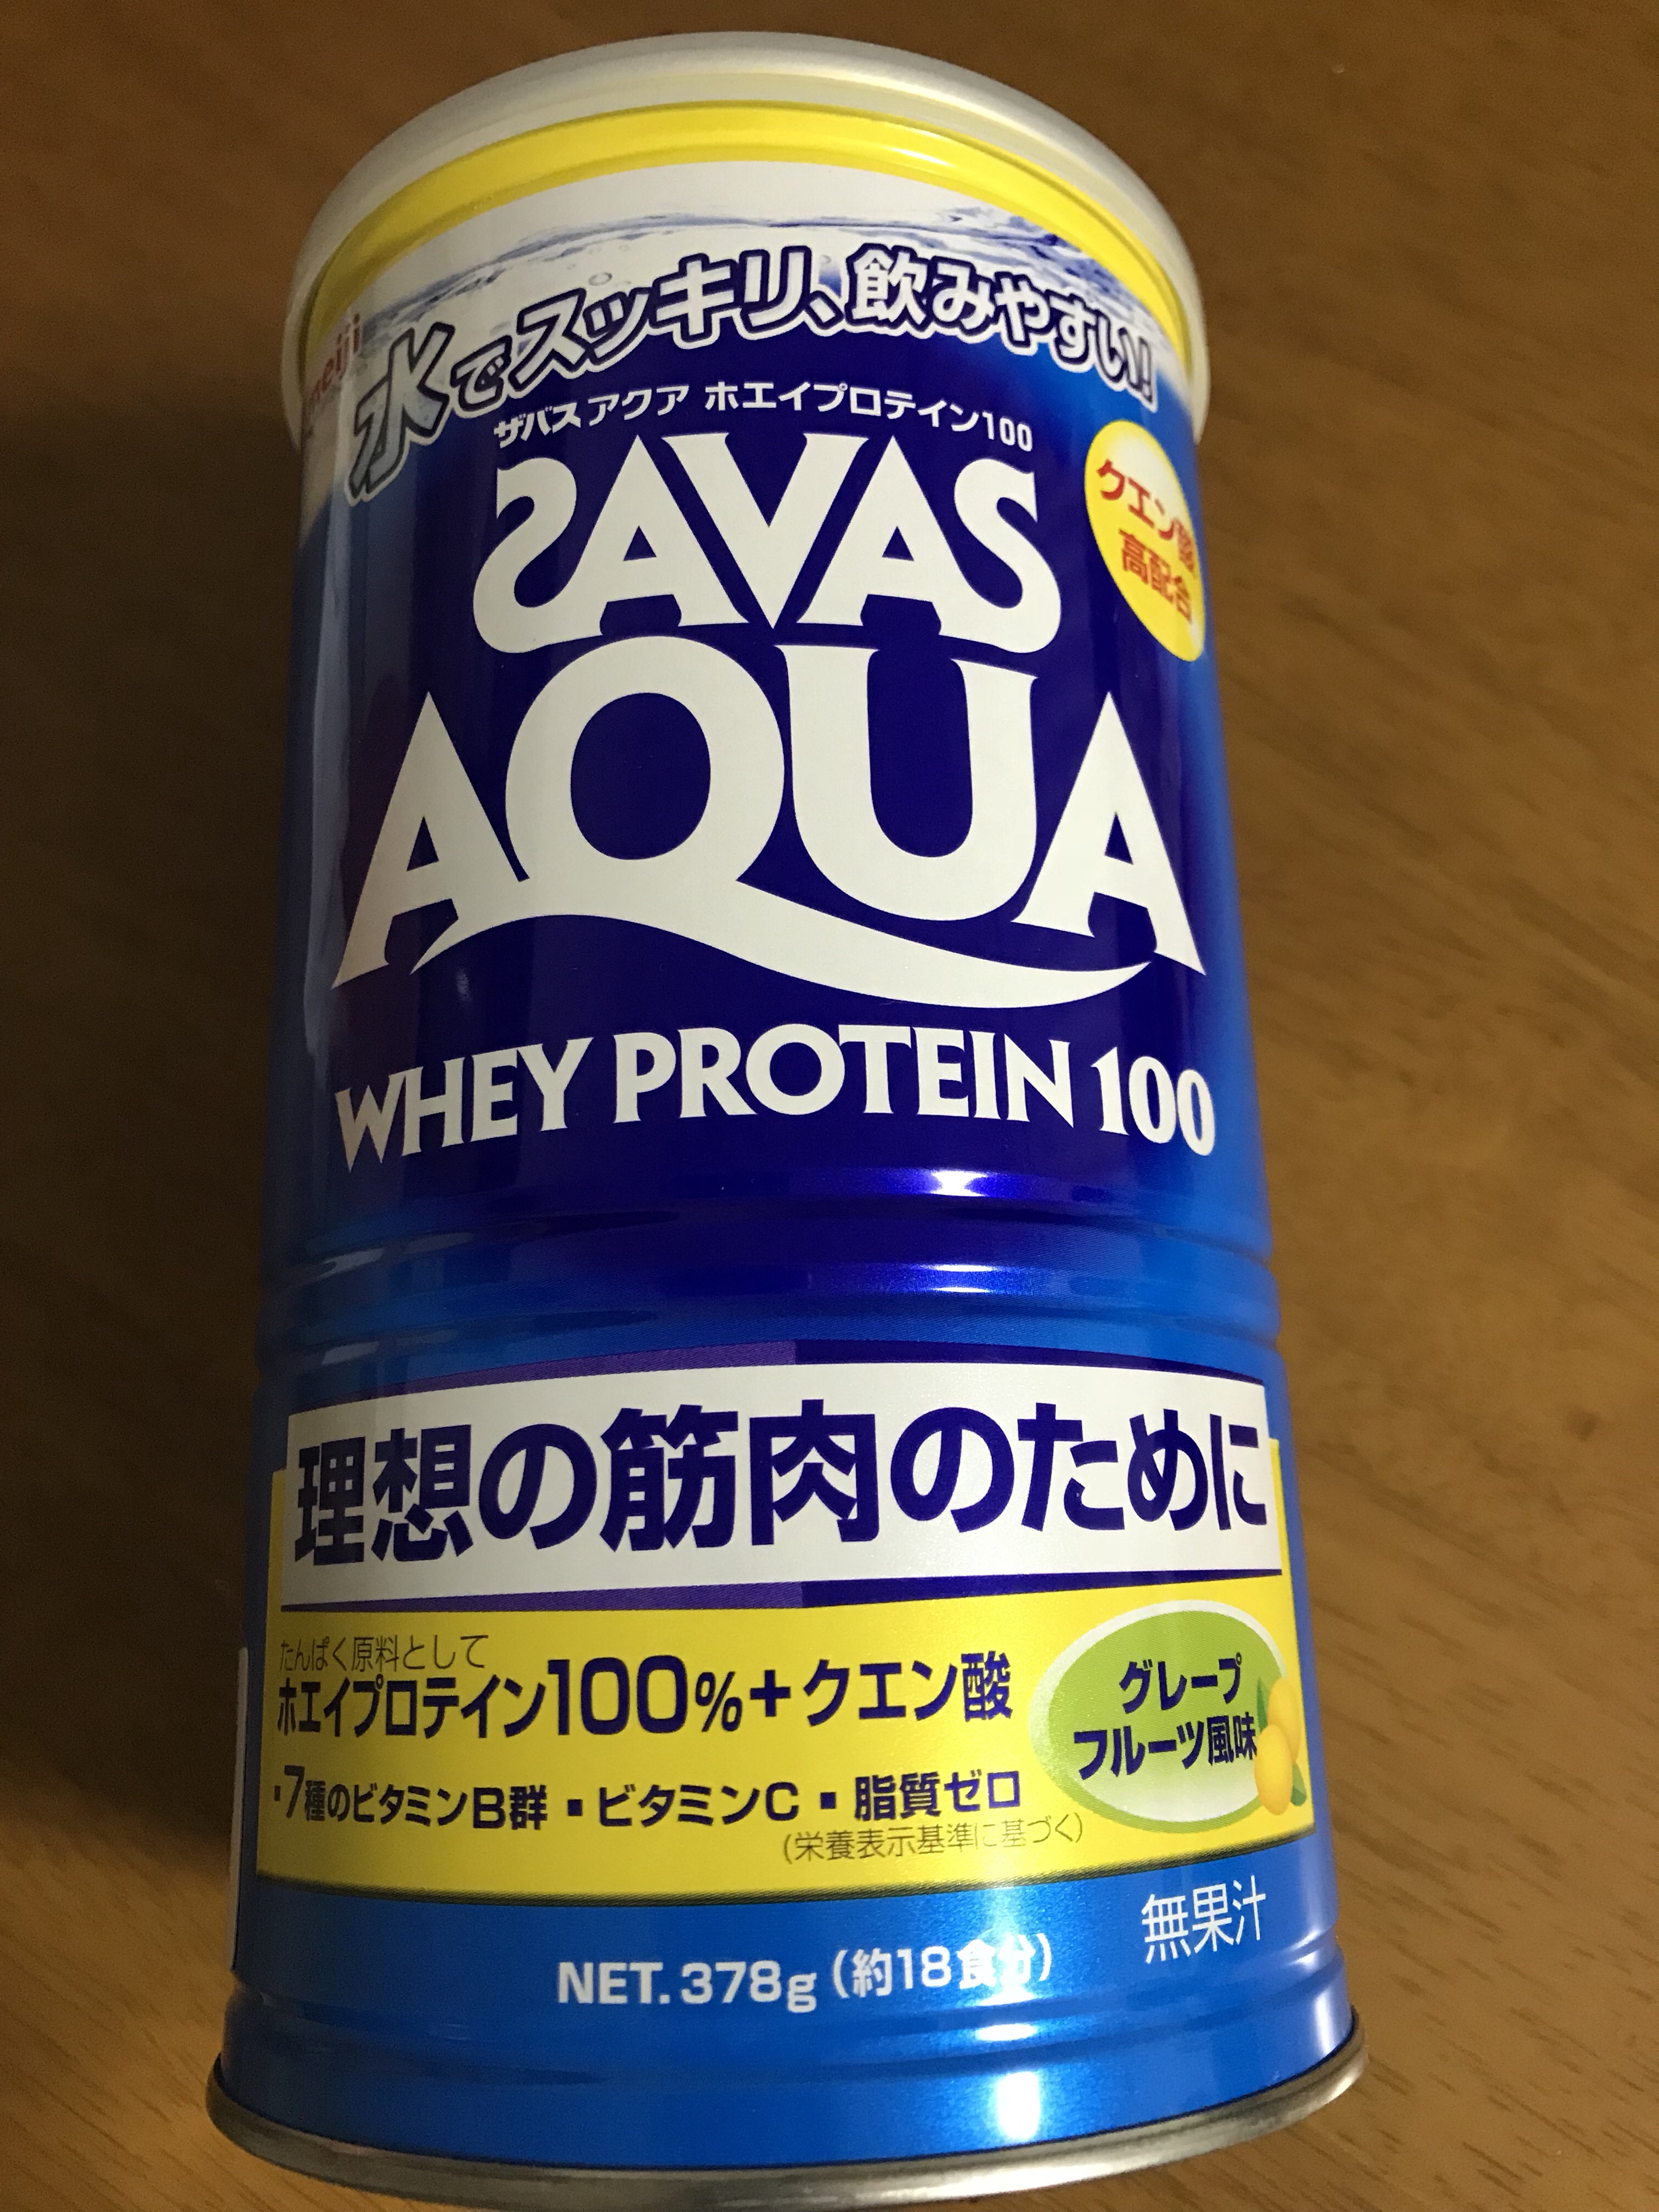 meiji
水でスッキリ、飲みやすい!
ザバス アクア ホエイプロテイン100
SAVAS
クエン酸
高配合
AQUA
WHEY PROTEIN 100
理想の筋肉のために
たんぱく原料として
ホエイプロテイン100%+クエン酸
グレープ
フルーツ風味
▪7種のビタミンB群 ▪ビタミンC ▪脂質ゼロ
(栄養表示基準に基づく)
無果汁
NET.378g(約18食分)